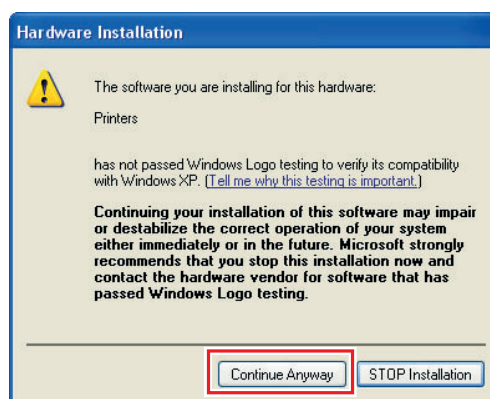 Hardware Installation
The software you are installing for this hardware:
Printers
has not passed Windows Logo testing to verify its compatibility
with Windows XP. (Tell me why this testing is important.)
Continuing your installation of this software may impair
or destabilize the correct operation of your system
either immediately or in the future. Microsoft strongly
recommends that you stop this installation now and
contact the hardware vendor for software that has
passed Windows Logo testing.
Continue Anyway STOP Installation